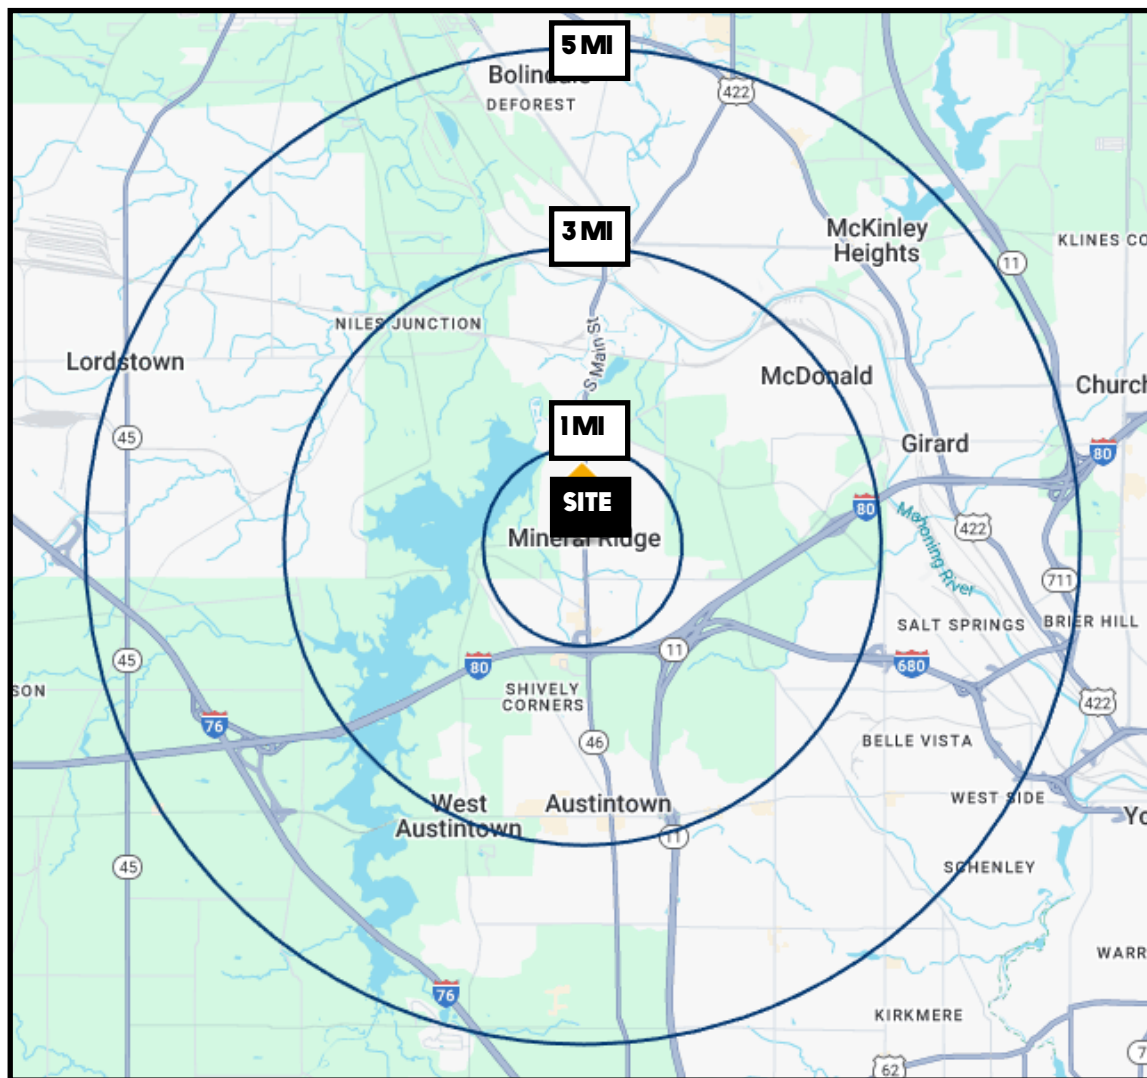 5 MI
Bolindale
DEFOREST
422
3 MI
McKinley
Heights
KLINES CO
11
NILES JUNCTION
S Main St
Lordstown
McDonald
Church
1 MI
45
Girard
80
SITE
80
Mineral Ridge
Mahoning
River
422
711
SALT SPRINGS
BRIER HILL
11
45
80
680
SON
SHIVELY
CORNERS
76
422
46
BELLE VISTA
West
Austintown
Austintown
WEST SIDE
Yo
11
45
SCHENLEY
WARR
76
KIRKMERE
7
62